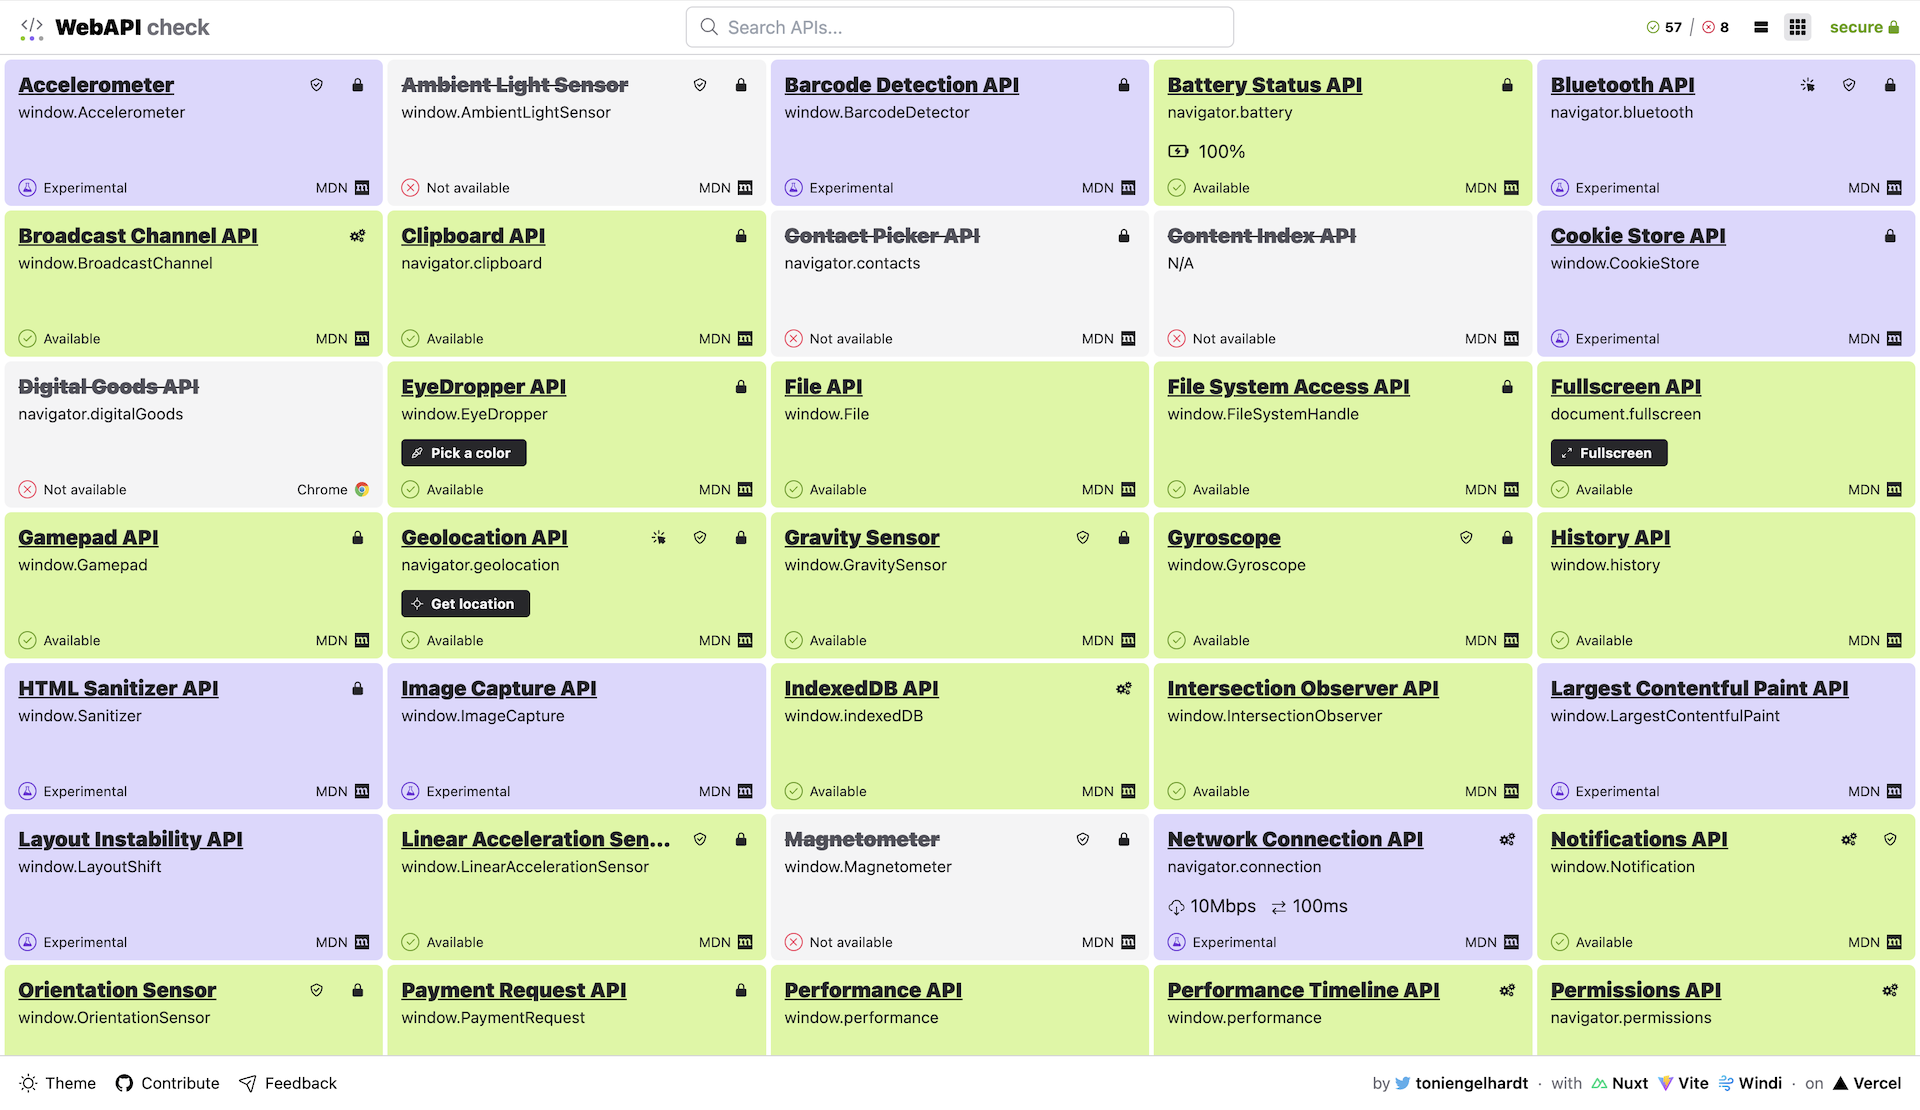 WebAPI check
Search APIs...
57 / 8
secure
Accelerometer
window.Accelerometer
Experimental
MDN
Ambient Light Sensor
window.AmbientLightSensor
Not available
MDN
Barcode Detection API
window.BarcodeDetector
Experimental
MDN
Battery Status API
navigator.battery
100%
Available
MDN
Bluetooth API
navigator.bluetooth
Experimental
MDN
Broadcast Channel API
window.BroadcastChannel
Available
MDN
Clipboard API
navigator.clipboard
Available
MDN
Contact Picker API
navigator.contacts
Not available
MDN
Content Index API
N/A
Not available
MDN
Cookie Store API
window.CookieStore
Experimental
MDN
Digital Goods API
navigator.digitalGoods
Not available
Chrome
EyeDropper API
window.EyeDropper
Pick a color
Available
MDN
File API
window.File
Available
MDN
File System Access API
window.FileSystemHandle
Available
MDN
Fullscreen API
document.fullscreen
Fullscreen
Available
MDN
Gamepad API
window.Gamepad
Available
MDN
Geolocation API
navigator.geolocation
Get location
Available
MDN
Gravity Sensor
window.GravitySensor
Available
MDN
Gyroscope
window.Gyroscope
Available
MDN
History API
window.history
Available
MDN
HTML Sanitizer API
window.Sanitizer
Experimental
MDN
Image Capture API
window.ImageCapture
Experimental
MDN
IndexedDB API
window.indexedDB
Available
MDN
Intersection Observer API
window.IntersectionObserver
Available
MDN
Largest Contentful Paint API
window.LargestContentfulPaint
Experimental
MDN
Layout Instability API
window.LayoutShift
Experimental
MDN
Linear Acceleration Sen...
window.LinearAccelerationSensor
Available
MDN
Magnetometer
window.Magnetometer
Not available
MDN
Network Connection API
navigator.connection
10Mbps 100ms
Experimental
MDN
Notifications API
window.Notification
Available
MDN
Orientation Sensor
window.OrientationSensor
Payment Request API
window.PaymentRequest
Performance API
window.performance
Performance Timeline API
window.performance
Permissions API
navigator.permissions
Theme
Contribute
Feedback
by toniengelhardt · with Nuxt Vite Windi · on Vercel